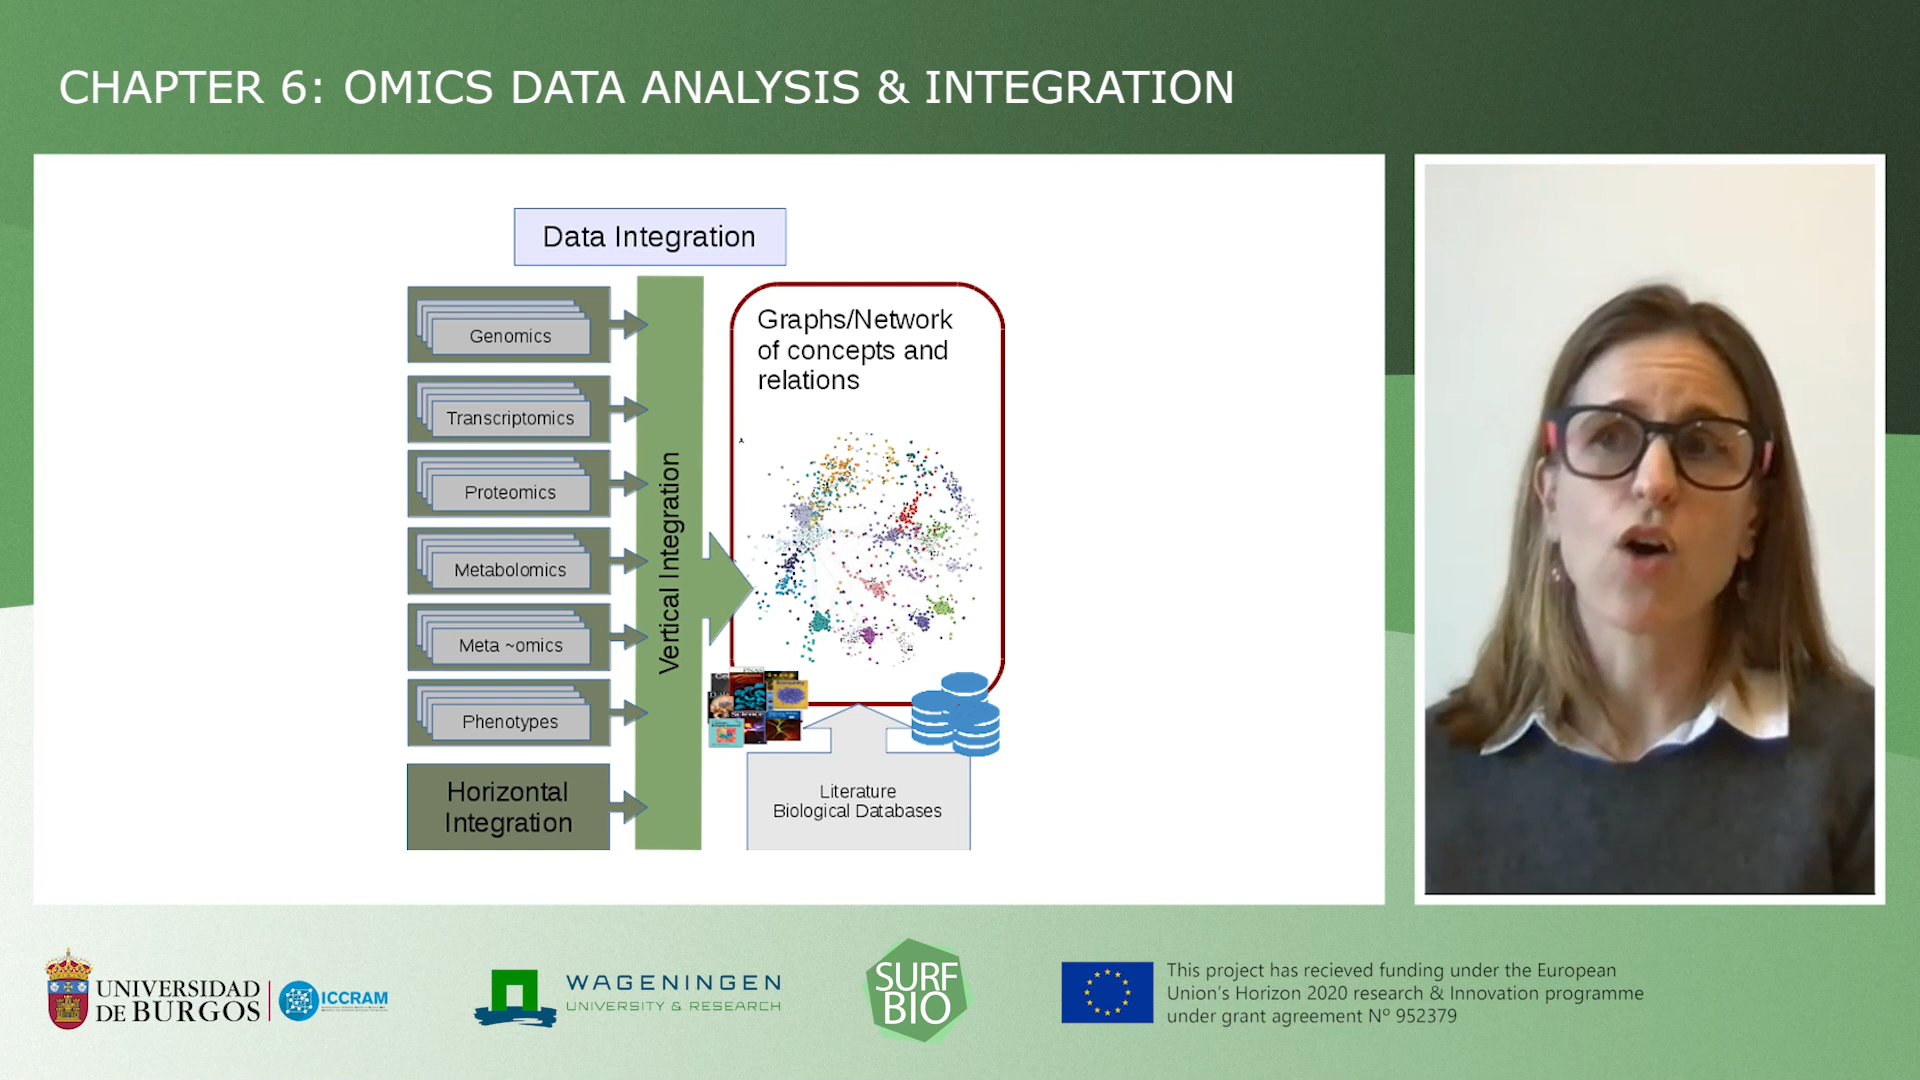 CHAPTER 6: OMICS DATA ANALYSIS & INTEGRATION
Data Integration
Genomics
Transcriptomics
Proteomics
Metabolomics
Meta ~omics
Phenotypes
Horizontal
Integration
Vertical Integration
Graphs/Network
of concepts and
relations
Literature
Biological Databases
UNIVERSIDAD
DE BURGOS
ICCRAM
WAGENINGEN
UNIVERSITY & RESEARCH
SURF
BIO
This project has recieved funding under the European
Union's Horizon 2020 research & Innovation programme
under grant agreement Nº 952379